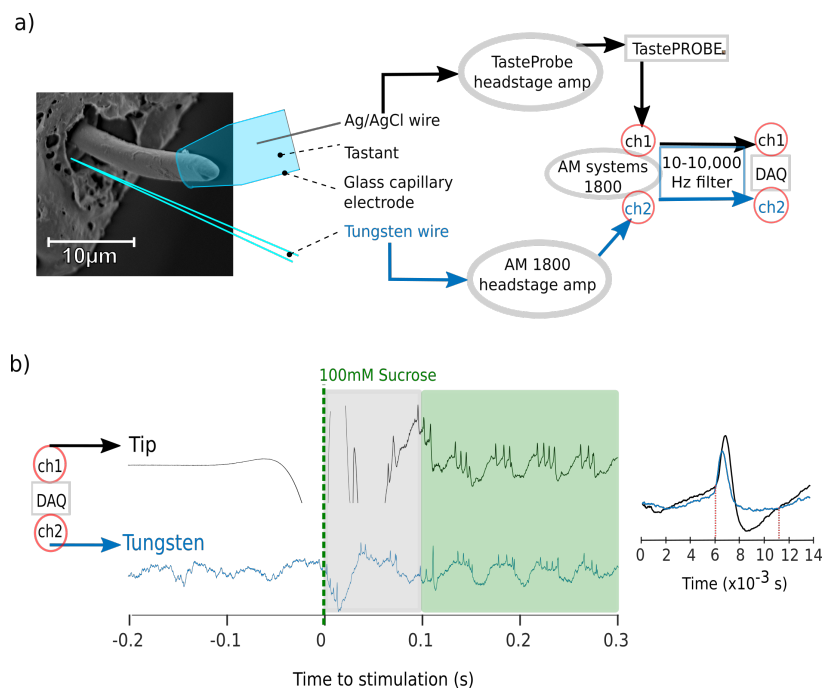 a)
TasteProbe
headstage amp
TastePROBE
Ag/AgCl wire
Tastant
Glass capillary
electrode
Tungsten wire
10µm
ch1
AM systems
1800
ch2
10-10,000
Hz filter
ch1
DAQ
ch2
AM 1800
headstage amp
b)
100mM Sucrose
Tip
ch1
DAQ
ch2
Tungsten
-0.2
-0.1
0
0.1
0.2
0.3
Time to stimulation (s)
0
2
4
6
8
10
12
14
Time (x10-3 s)